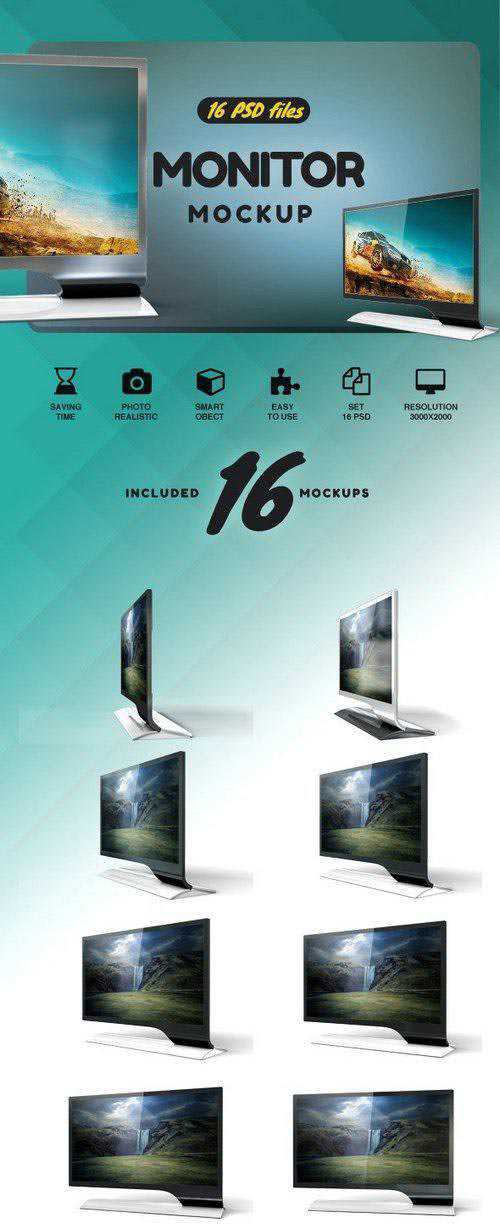 16 PSD files
MONITOR
MOCKUP
SAVING
TIME
PHOTO
REALISTIC
SMART
OBECT
EASY
TO USE
SET
16 PSD
RESOLUTION
3000X2000
INCLUDED 16 MOCKUPS